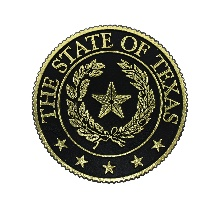 THE STATE OF TEXAS